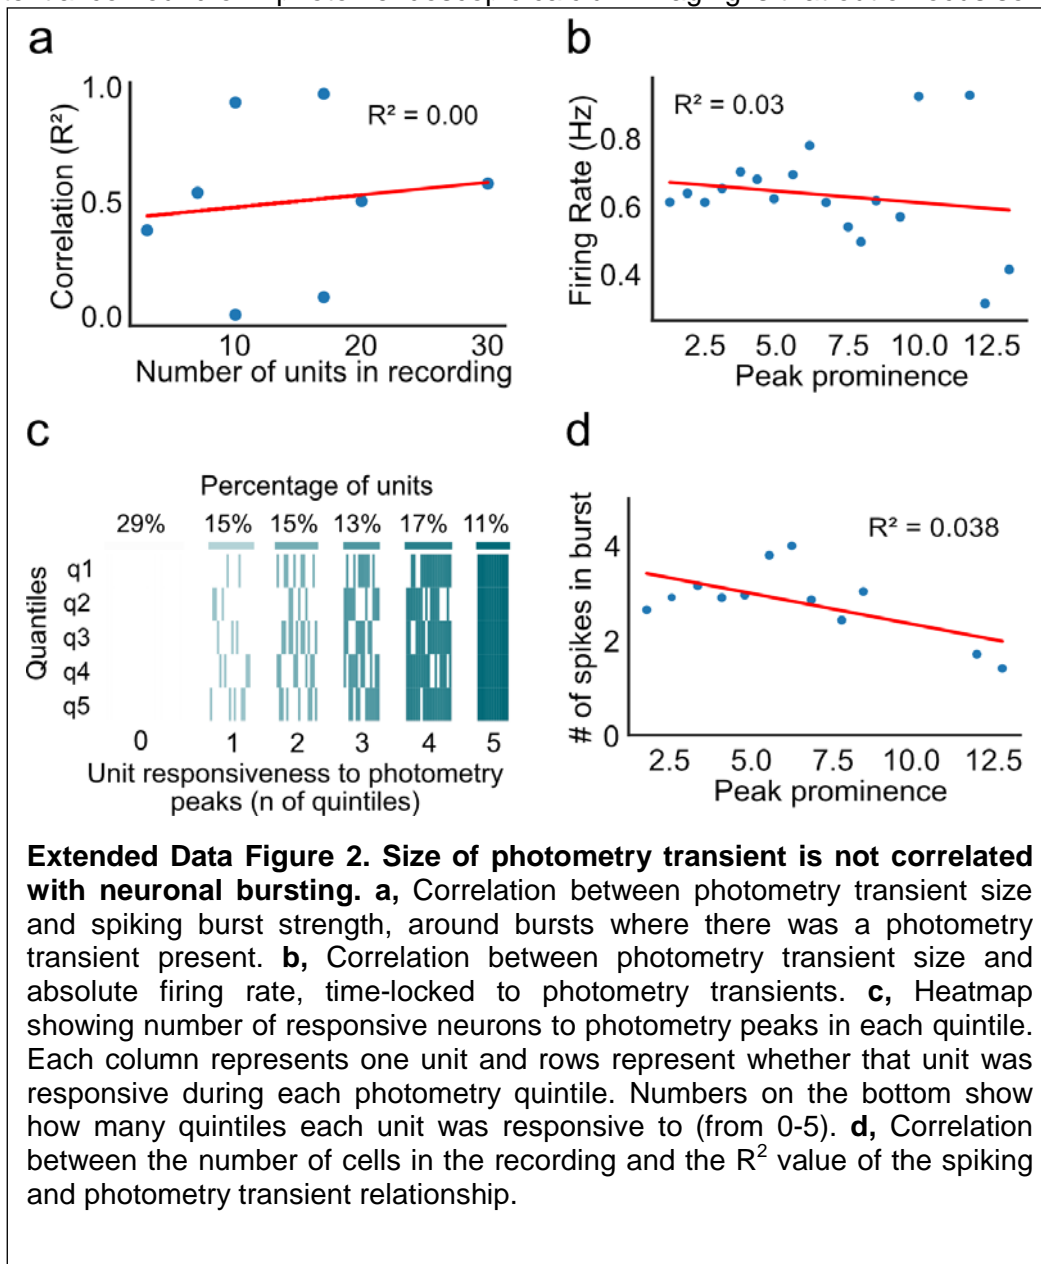 a
1.0
0.5
0.0
Correlation (R²)
R² = 0.00
10 20 30
Number of units in recording
b
0.8
0.6
0.4
Firing Rate (Hz)
R² = 0.03
2.5 5.0 7.5 10.0 12.5
Peak prominence
c
Percentage of units
29% 15% 15% 13% 17% 11%
Quantiles
q1
q2
q3
q4
q5
0 1 2 3 4 5
Unit responsiveness to photometry
peaks (n of quintiles)
d
# of spikes in burst
4
2
0
R² = 0.038
2.5 5.0 7.5 10.0 12.5
Peak prominence
Extended Data Figure 2. Size of photometry transient is not correlated
with neuronal bursting. a, Correlation between photometry transient size
and spiking burst strength, around bursts where there was a photometry
transient present. b, Correlation between photometry transient size and
absolute firing rate, time-locked to photometry transients. c, Heatmap
showing number of responsive neurons to photometry peaks in each quintile.
Each column represents one unit and rows represent whether that unit was
responsive during each photometry quintile. Numbers on the bottom show
how many quintiles each unit was responsive to (from 0-5). d, Correlation
between the number of cells in the recording and the R² value of the spiking
and photometry transient relationship.